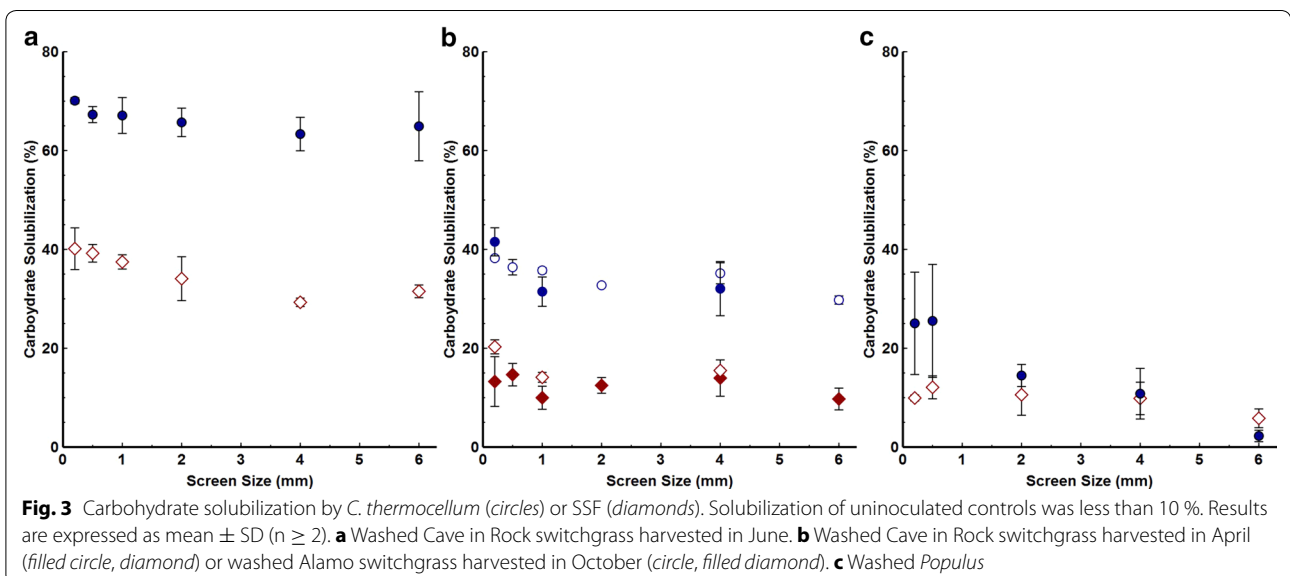 a
b
c
80
60
40
20
0
Carboydrate Solubilization (%)
0 1 2 3 4 5 6
Screen Size (mm)
80
60
40
20
0
Carboydrate Solubilization (%)
0 1 2 3 4 5 6
Screen Size (mm)
80
60
40
20
0
Carboydrate Solubilization (%)
0 1 2 3 4 5 6
Screen Size (mm)
Fig. 3 Carbohydrate solubilization by C. thermocellum (circles) or SSF (diamonds). Solubilization of uninoculated controls was less than 10 %. Results
are expressed as mean ± SD (n ≥ 2). a Washed Cave in Rock switchgrass harvested in June. b Washed Cave in Rock switchgrass harvested in April
(filled circle, diamond) or washed Alamo switchgrass harvested in October (circle, filled diamond). c Washed Populus